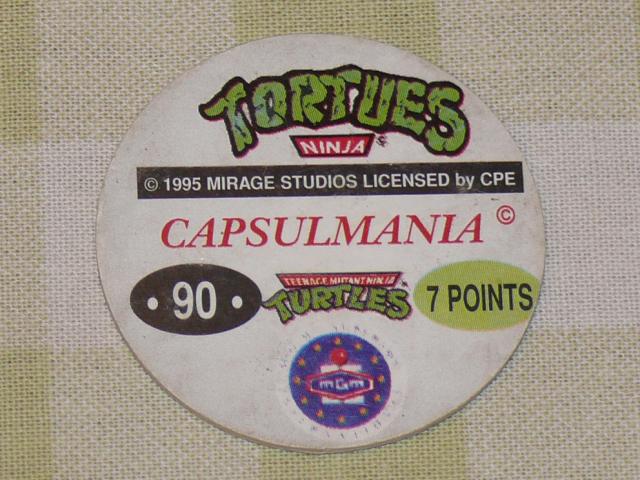 TORTUES
NINJA
© 1995 MIRAGE STUDIOS LICENSED by CPE
CAPSULMANIA ©
• 90 •
TEENAGE MUTANT NINJA
TURTLES
7 POINTS